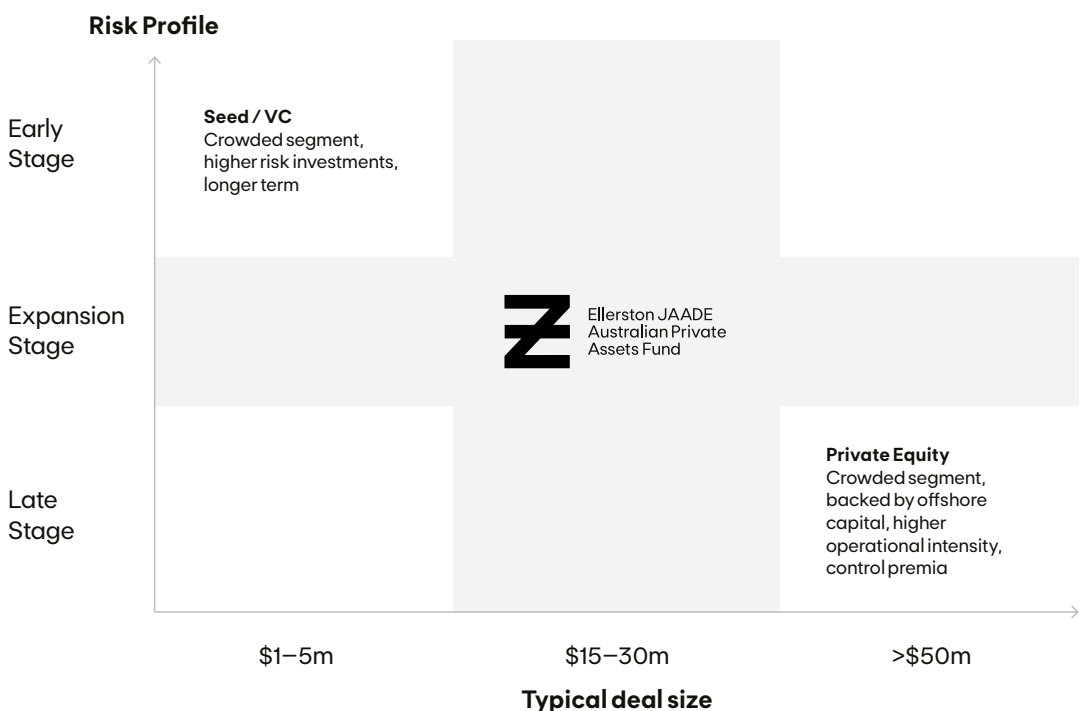 Risk Profile
Early
Stage
Seed / VC
Crowded segment,
higher risk investments,
longer term
Expansion
Stage
Ellerston JAADE
Australian Private
Assets Fund
Late
Stage
Private Equity
Crowded segment,
backed by offshore
capital, higher
operational intensity,
control premia
$1–5m
$15–30m
>$50m
Typical deal size